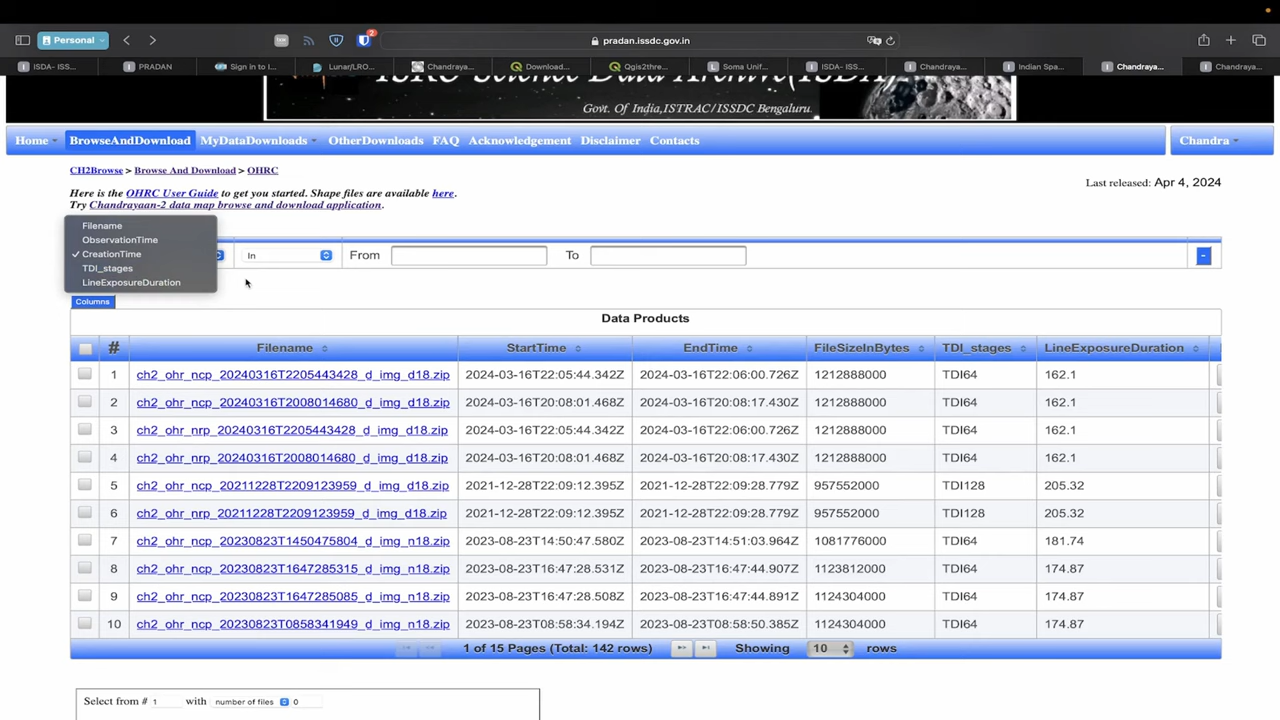 Personal
2
pradan.issdc.gov.in
ISDA- ISS... PRADAN Sign in to I... Lunar/LRO... Chandraya... Download... Qgis2thre... Soma Unif... ISDA- ISS... Chandraya... Indian Spa... Chandraya... Chandraya...
ISRO Science Data Archive(ISDA)
Govt. Of India,ISTRAC/ISSDC Bengaluru.
Home BrowseAndDownload MyDataDownloads OtherDownloads FAQ Acknowledgement Disclaimer Contacts Chandra
CH2Browse > Browse And Download > OHRC
Last released: Apr 4, 2024
Here is the OHRC User Guide to get you started. Shape files are available here.
Try Chandrayaan-2 data map browse and download application.
Filename
ObservationTime
✓ CreationTime
TDI_stages
LineExposureDuration
In From To -
Columns
Data Products
# Filename StartTime EndTime FileSizeInBytes TDI_stages LineExposureDuration
1 ch2_ohr_ncp_20240316T2205443428_d_img_d18.zip 2024-03-16T22:05:44.342Z 2024-03-16T22:06:00.726Z 1212888000 TDI64 162.1
2 ch2_ohr_ncp_20240316T2008014680_d_img_d18.zip 2024-03-16T20:08:01.468Z 2024-03-16T20:08:17.430Z 1212888000 TDI64 162.1
3 ch2_ohr_nrp_20240316T2205443428_d_img_d18.zip 2024-03-16T22:05:44.342Z 2024-03-16T22:06:00.726Z 1212888000 TDI64 162.1
4 ch2_ohr_nrp_20240316T2008014680_d_img_d18.zip 2024-03-16T20:08:01.468Z 2024-03-16T20:08:17.430Z 1212888000 TDI64 162.1
5 ch2_ohr_ncp_20211228T2209123959_d_img_d18.zip 2021-12-28T22:09:12.395Z 2021-12-28T22:09:28.779Z 957552000 TDI128 205.32
6 ch2_ohr_nrp_20211228T2209123959_d_img_d18.zip 2021-12-28T22:09:12.395Z 2021-12-28T22:09:28.779Z 957552000 TDI128 205.32
7 ch2_ohr_ncp_20230823T1450475804_d_img_n18.zip 2023-08-23T14:50:47.580Z 2023-08-23T14:51:03.964Z 1081776000 TDI64 181.74
8 ch2_ohr_ncp_20230823T1647285315_d_img_n18.zip 2023-08-23T16:47:28.531Z 2023-08-23T16:47:44.907Z 1123812000 TDI64 174.87
9 ch2_ohr_ncp_20230823T1647285085_d_img_n18.zip 2023-08-23T16:47:28.508Z 2023-08-23T16:47:44.891Z 1124304000 TDI64 174.87
10 ch2_ohr_ncp_20230823T0858341949_d_img_n18.zip 2023-08-23T08:58:34.194Z 2023-08-23T08:58:50.385Z 1124304000 TDI64 174.87
1 of 15 Pages (Total: 142 rows) Showing 10 rows
Select from # 1 with number of files 0